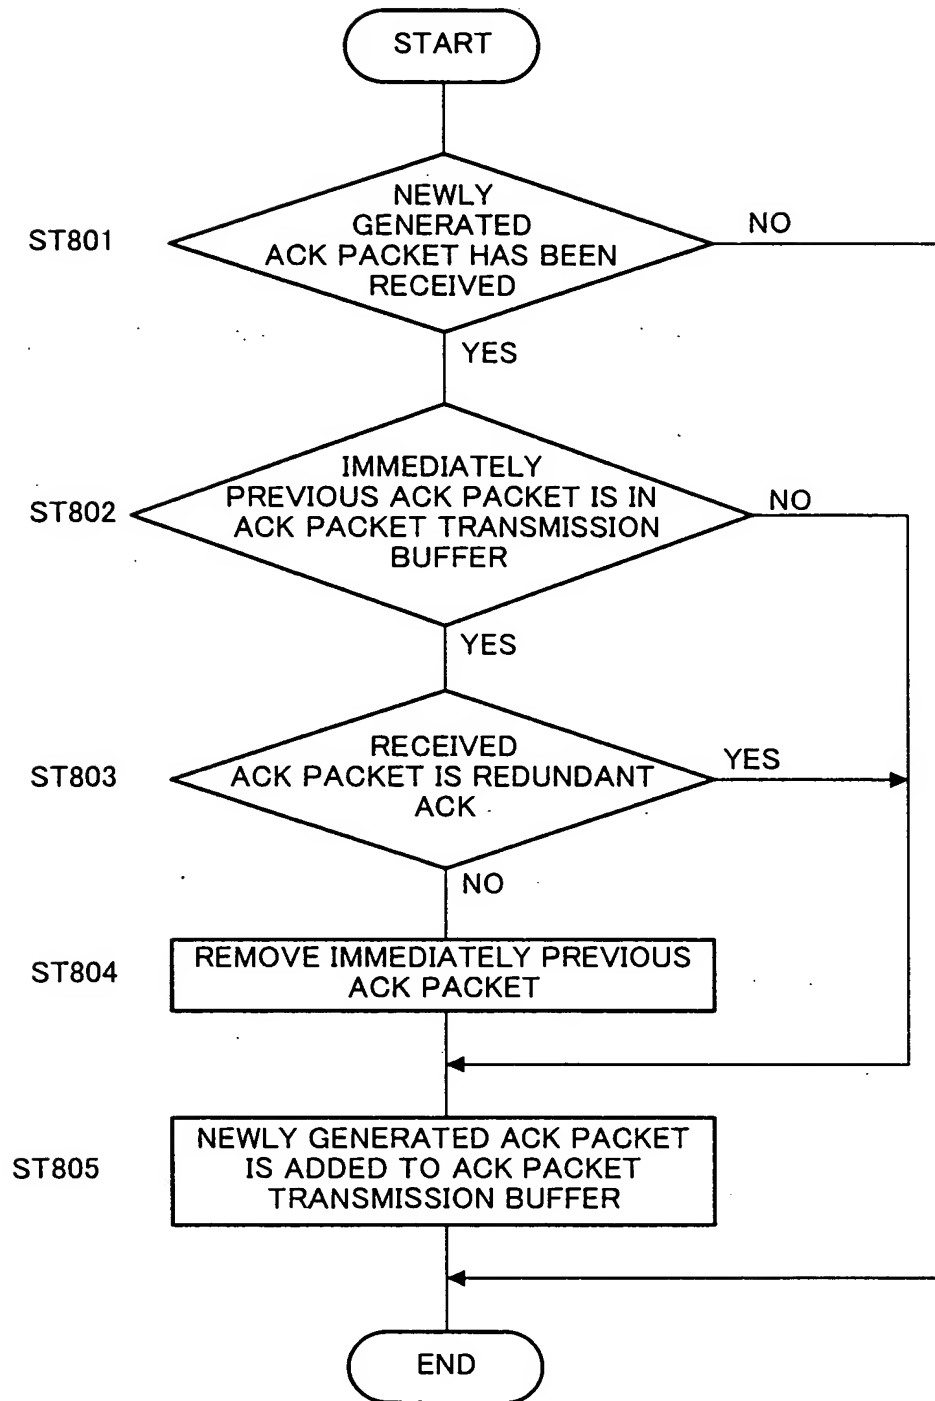 START
NEWLY
GENERATED
ACK PACKET HAS BEEN
RECEIVED
ST801
NO
YES
IMMEDIATELY
PREVIOUS ACK PACKET IS IN
ACK PACKET TRANSMISSION
BUFFER
ST802
NO
YES
RECEIVED
ACK PACKET IS REDUNDANT
ACK
ST803
YES
NO
REMOVE IMMEDIATELY PREVIOUS
ACK PACKET
ST804
NEWLY GENERATED ACK PACKET
IS ADDED TO ACK PACKET
TRANSMISSION BUFFER
ST805
END